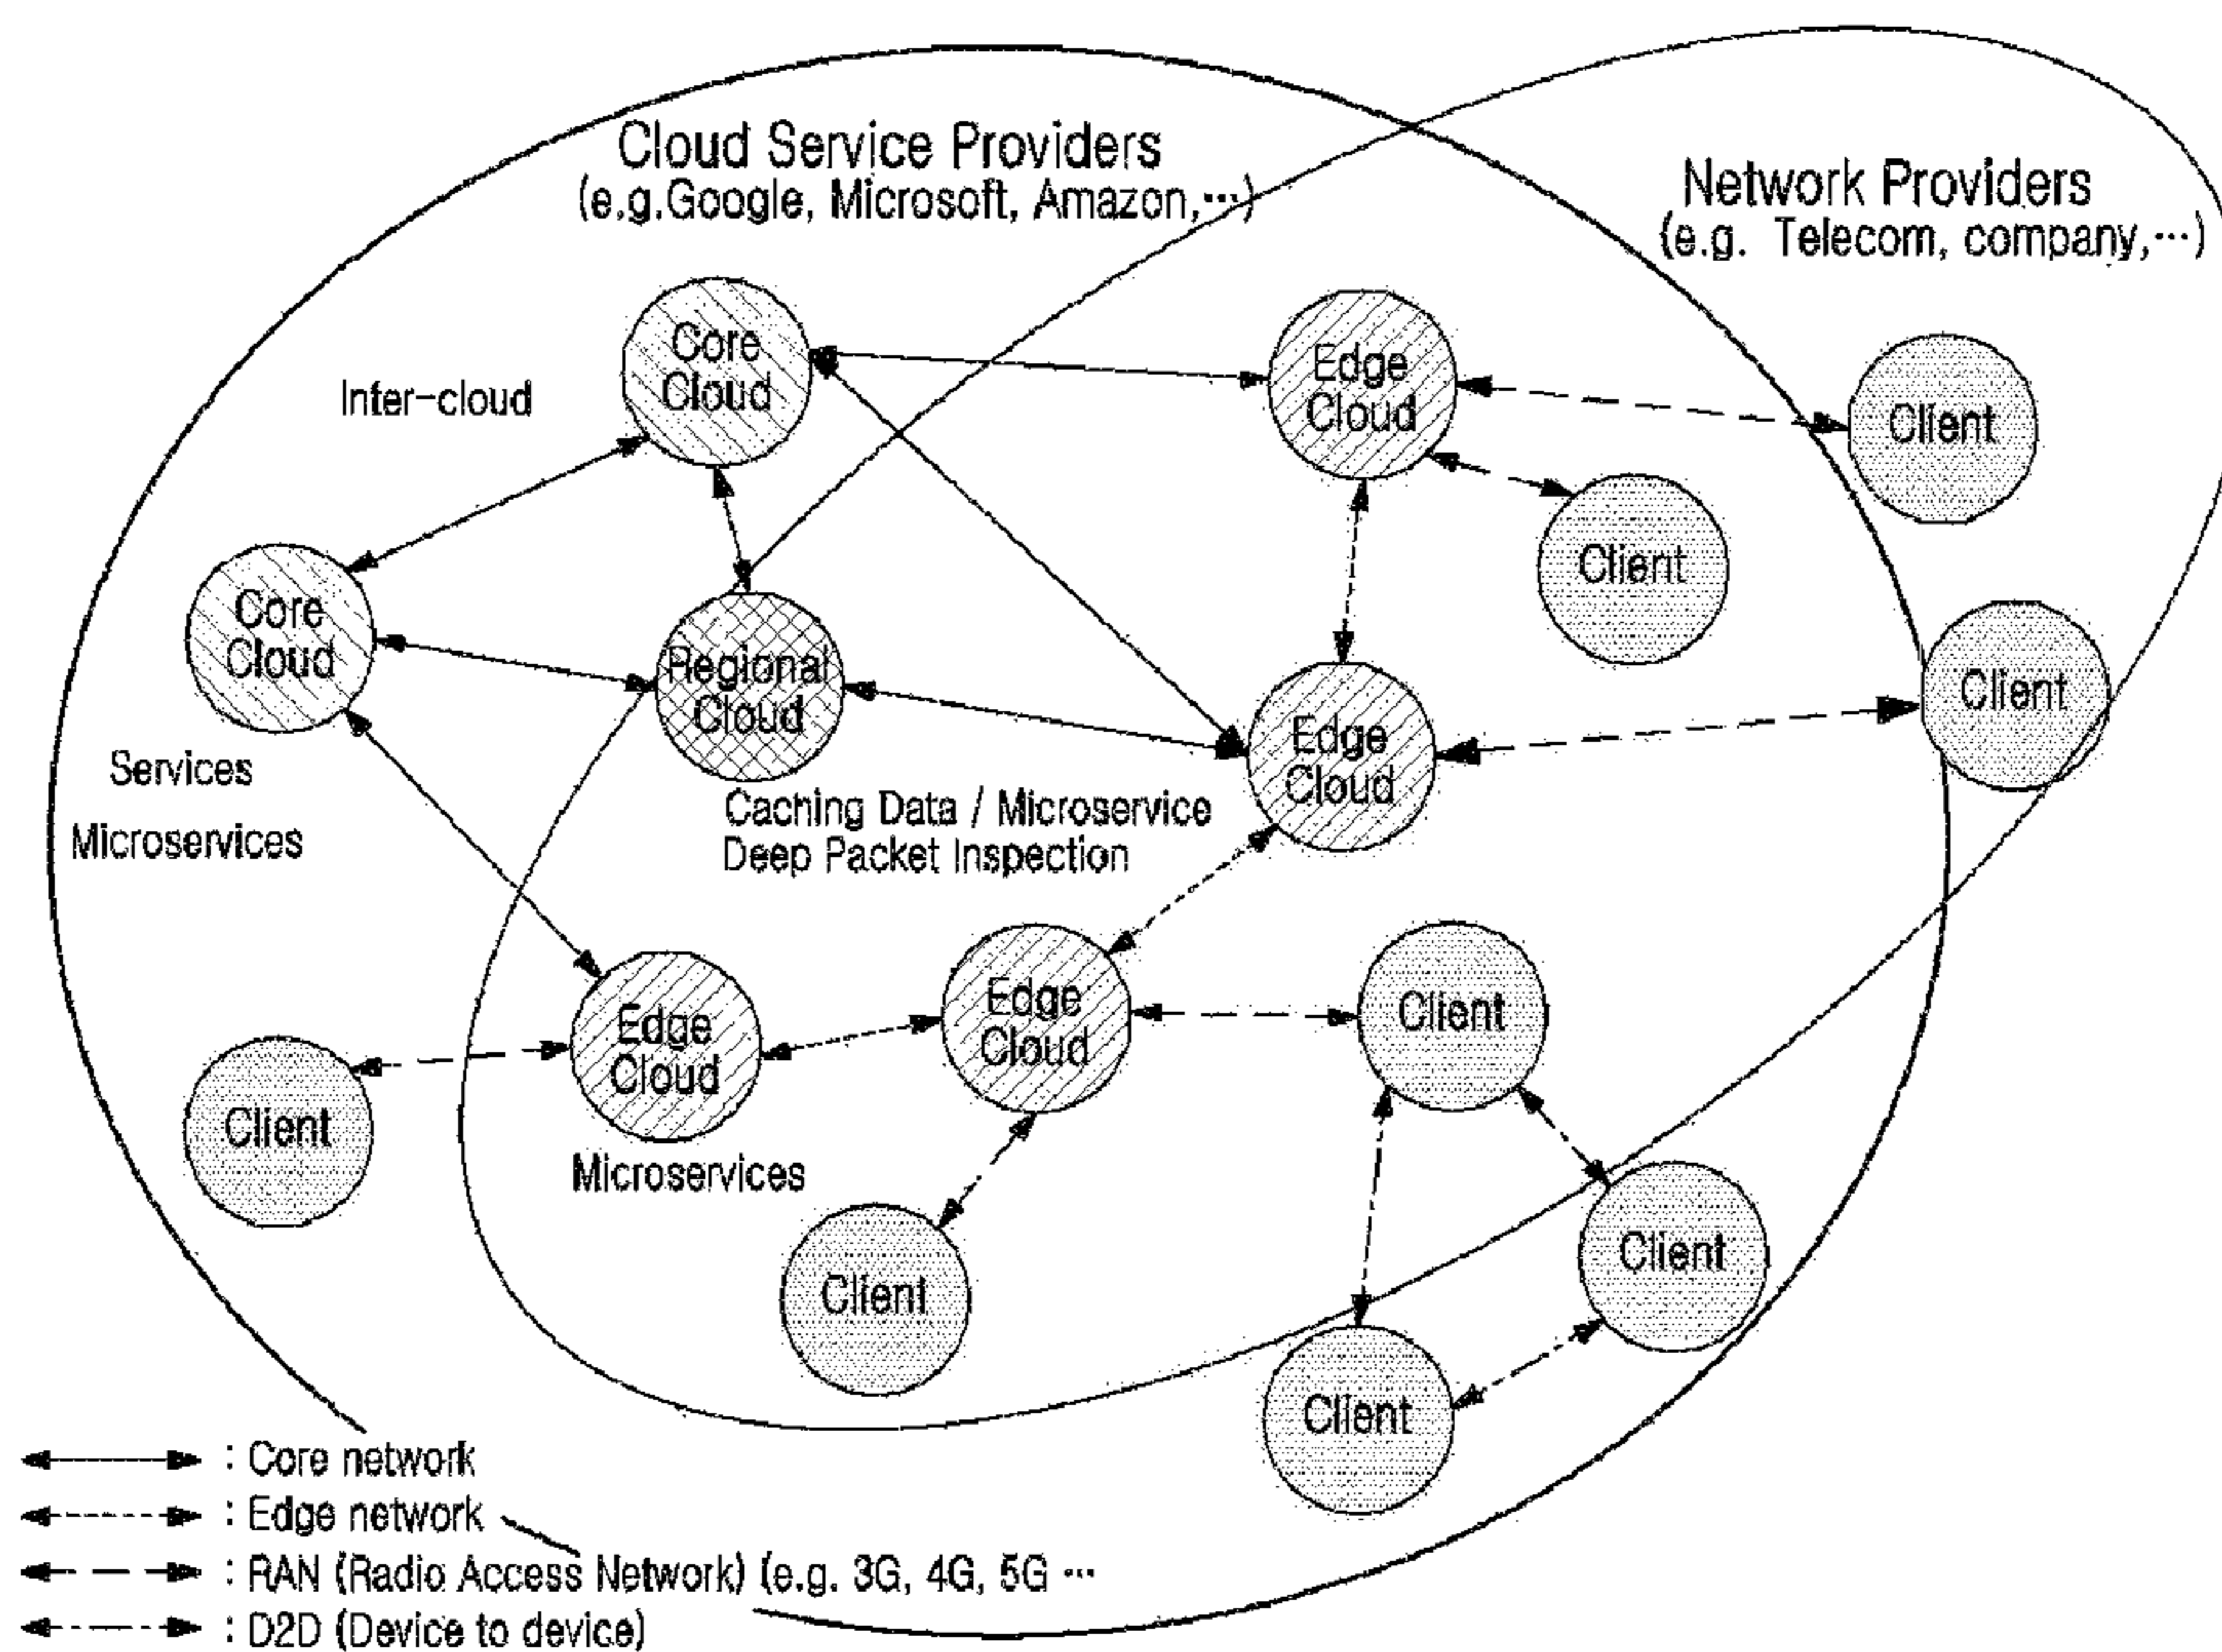 Cloud Service Providers
(e.g.Google, Microsoft, Amazon,⋯)
Network Providers
(e.g. Telecom, company,⋯)
Core
Cloud
Edge
Cloud
Inter-cloud
Client
Client
Core
Cloud
Regional
Cloud
Edge
Cloud
Client
Services
Microservices
Caching Data / Microservice
Deep Packet Inspection
Edge
Cloud
Edge
Cloud
Client
Client
Microservices
Client
Client
Client
: Core network
: Edge network
: RAN (Radio Access Network) (e.g. 3G, 4G, 5G ⋯
: D2D (Device to device)